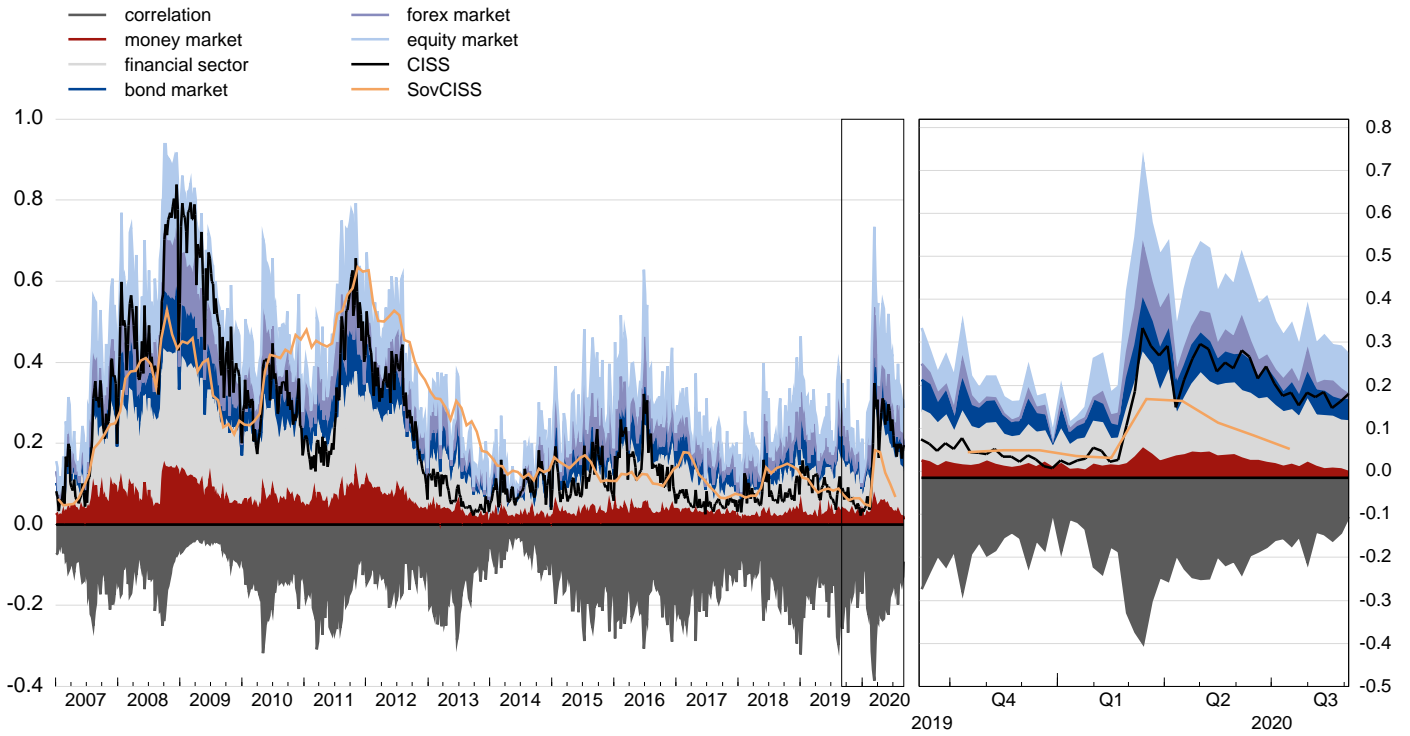 correlation
money market
financial sector
bond market
forex market
equity market
CISS
SovCISS
1.0
0.8
0.6
0.4
0.2
0.0
-0.2
-0.4
2007 2008 2009 2010 2011 2012 2013 2014 2015 2016 2017 2018 2019 2020
0.8
0.7
0.6
0.5
0.4
0.3
0.2
0.1
0.0
-0.1
-0.2
-0.3
-0.4
-0.5
Q4 Q1 Q2 Q3
2019 2020